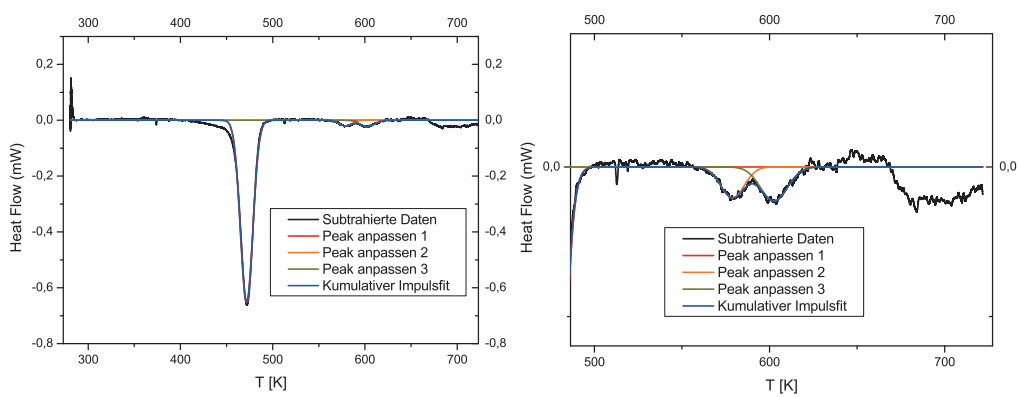 300 400 500 600 700
0,2 0,2
0,0 0,0
-0,2 -0,2
-0,4 -0,4
-0,6 -0,6
-0,8 -0,8
Heat Flow (mW)
Subtrahierte Daten
Peak anpassen 1
Peak anpassen 2
Peak anpassen 3
Kumulativer Impulsfit
300 400 500 600 700
T [K]
500 600 700
0,0 0,0
Heat Flow (mW)
Subtrahierte Daten
Peak anpassen 1
Peak anpassen 2
Peak anpassen 3
Kumulativer Impulsfit
500 600 700
T [K]